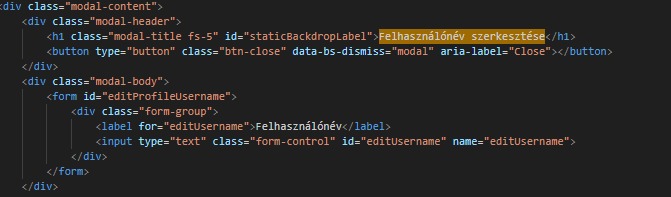 <div class="modal-content">
<div class="modal-header">
<h1 class="modal-title fs-5" id="staticBackdropLabel">Felhasználónév szerkesztése</h1>
<button type="button" class="btn-close" data-bs-dismiss="modal" aria-label="Close"></button>
</div>
<div class="modal-body">
<form id="editProfileUsername">
<div class="form-group">
<label for="editUsername">Felhasználónév</label>
<input type="text" class="form-control" id="editUsername" name="editUsername">
</div>
</form>
</div>